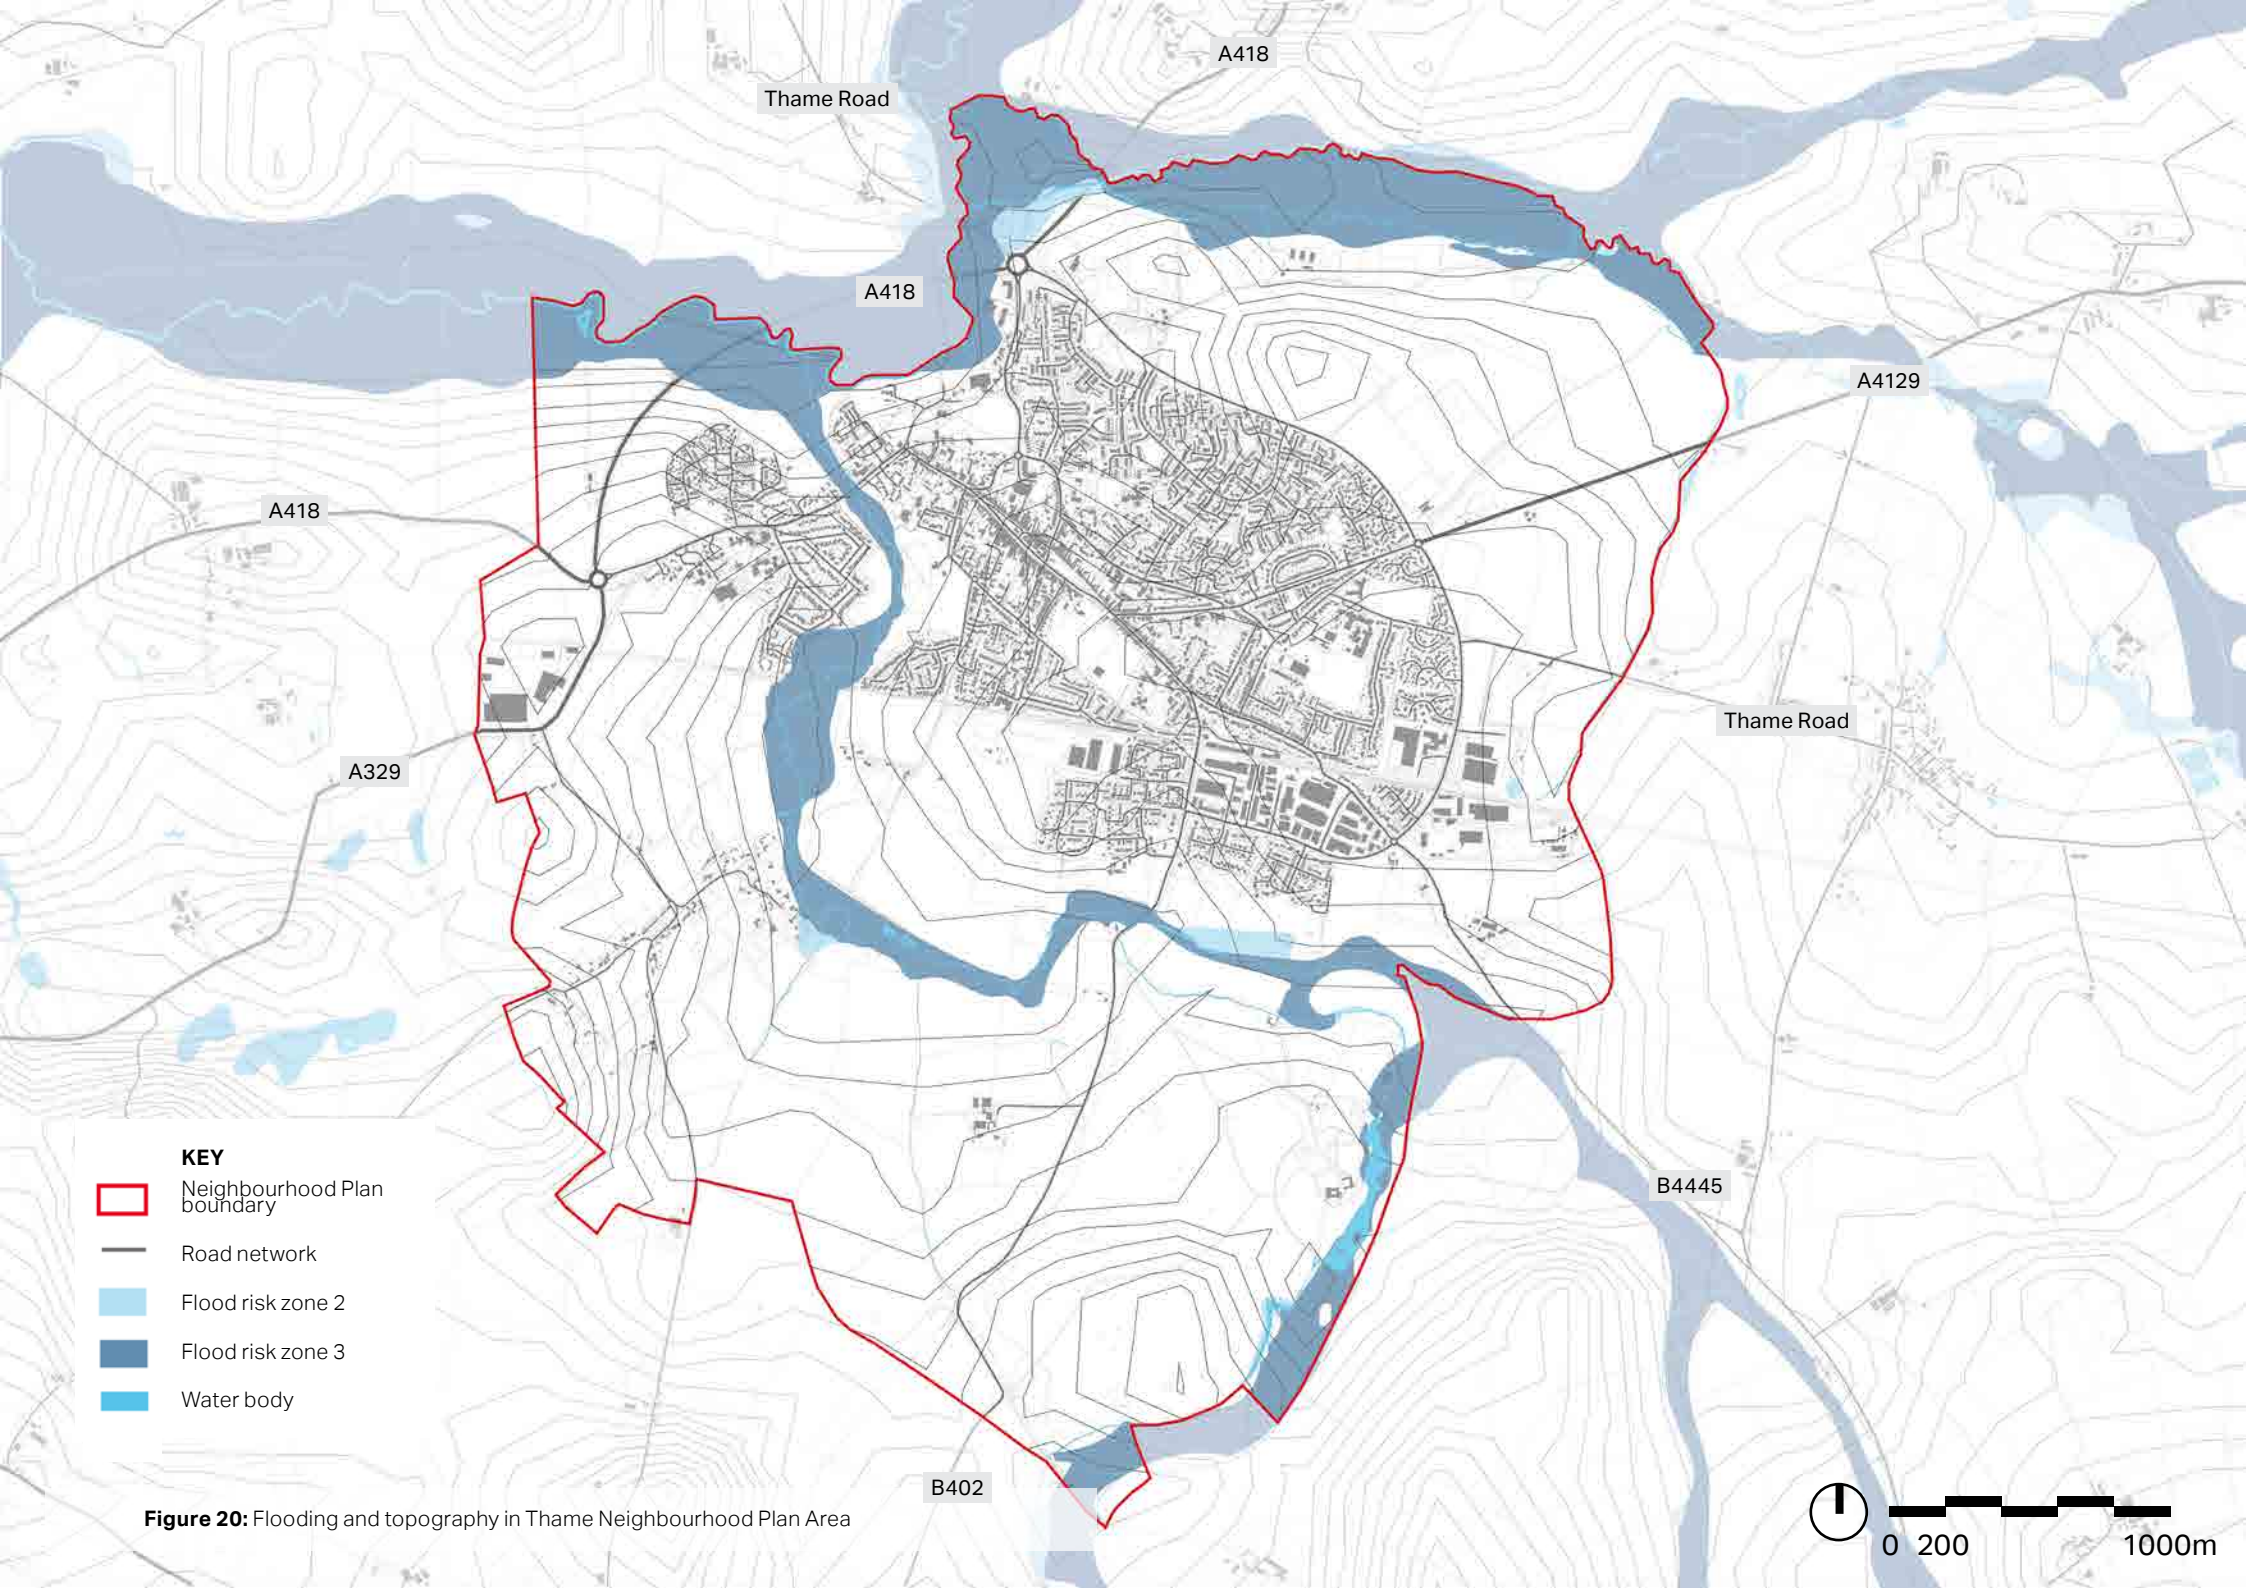 A418
Thame Road
A418
A4129
A418
Thame Road
A329
KEY
Neighbourhood Plan
boundary
B4445
Road network
Flood risk zone 2
Flood risk zone 3
Water body
B402
Figure 20: Flooding and topography in Thame Neighbourhood Plan Area
0 200 1000m